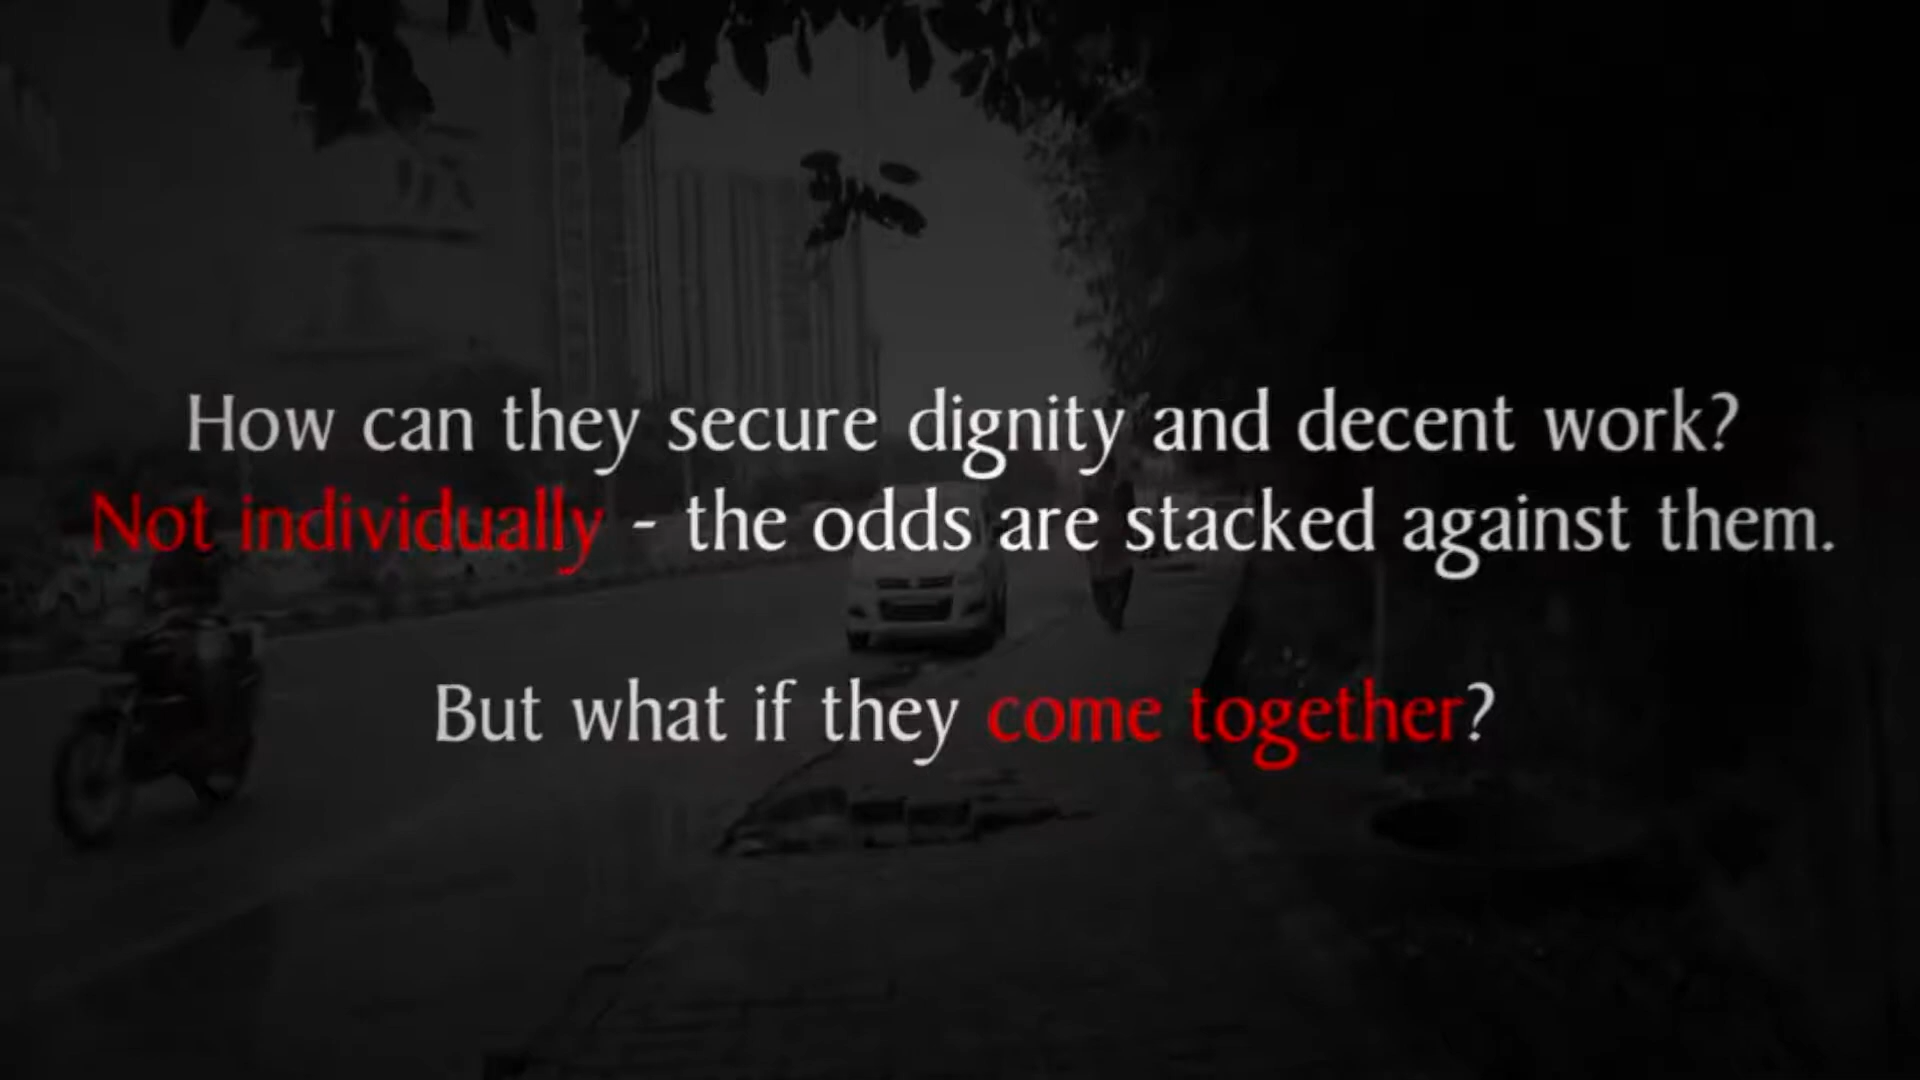 How can they secure dignity and decent work?
Not individually - the odds are stacked against them.
But what if they come together?